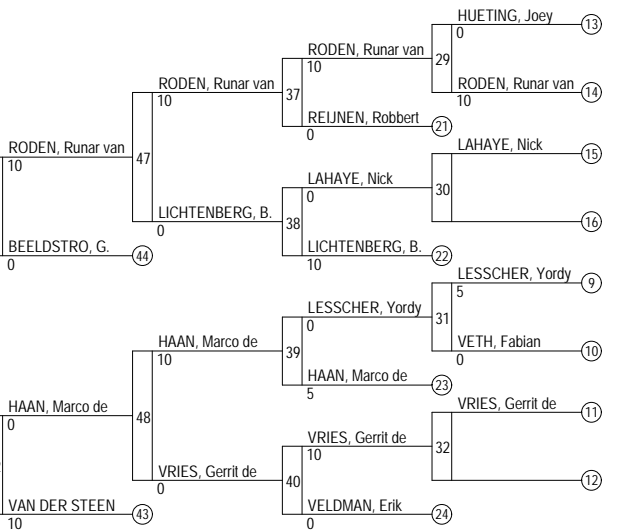 HUETING, Joey
0
13
RODEN, Runar van
10
29
RODEN, Runar van
10
14
RODEN, Runar van
10
37
REIJNEN, Robbert
0
21
LAHAYE, Nick
15
RODEN, Runar van
10
47
LAHAYE, Nick
0
30
16
LICHTENBERG, B.
0
38
LICHTENBERG, B.
10
22
BEELDSTRO, G.
0
44
LESSCHER, Yordy
5
9
LESSCHER, Yordy
0
31
HAAN, Marco de
10
39
VETH, Fabian
0
10
HAAN, Marco de
5
23
HAAN, Marco de
0
48
VRIES, Gerrit de
11
VRIES, Gerrit de
10
32
VRIES, Gerrit de
0
40
12
VAN DER STEEN
10
43
VELDMAN, Erik
0
24